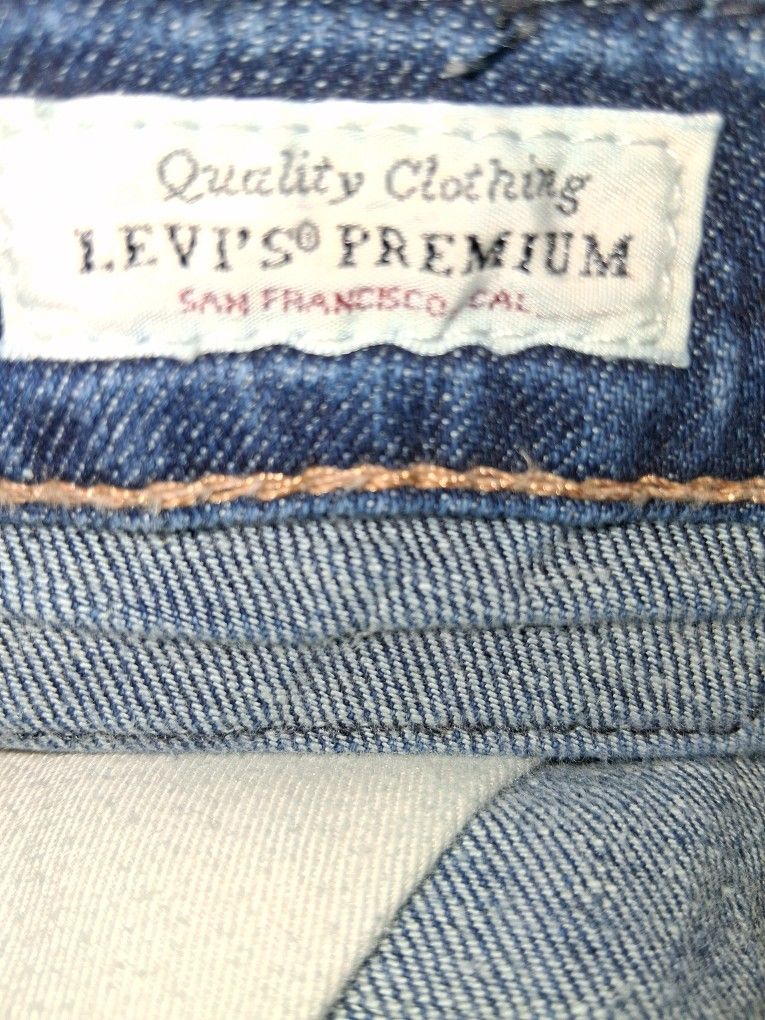 Quality Clothing
LEVI'S® PREMIUM
SAN FRANCISCO, CAL